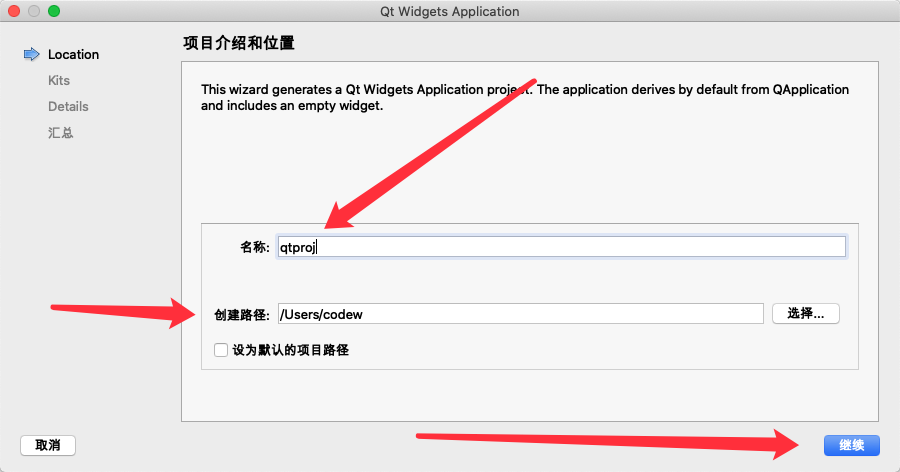 Qt Widgets Application
Location
Kits
Details
汇总
项目介绍和位置
This wizard generates a Qt Widgets Application project. The application derives by default from QApplication
and includes an empty widget.
名称: qtproj
创建路径: /Users/codew 选择...
设为默认的项目路径
取消 继续